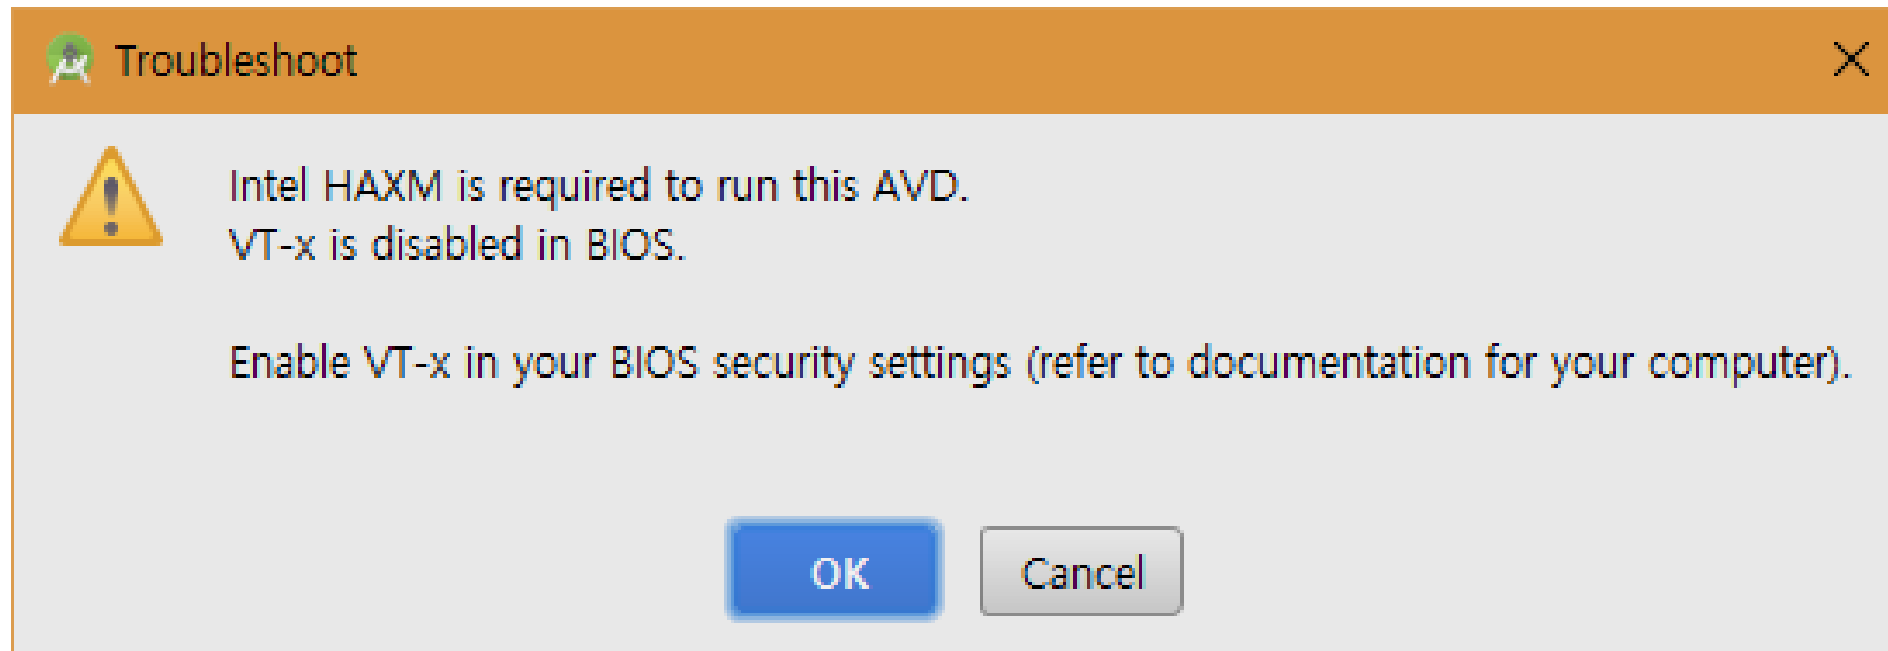 Troubleshoot
Intel HAXM is required to run this AVD.
VT-x is disabled in BIOS.
Enable VT-x in your BIOS security settings (refer to documentation for your computer).
OK
Cancel